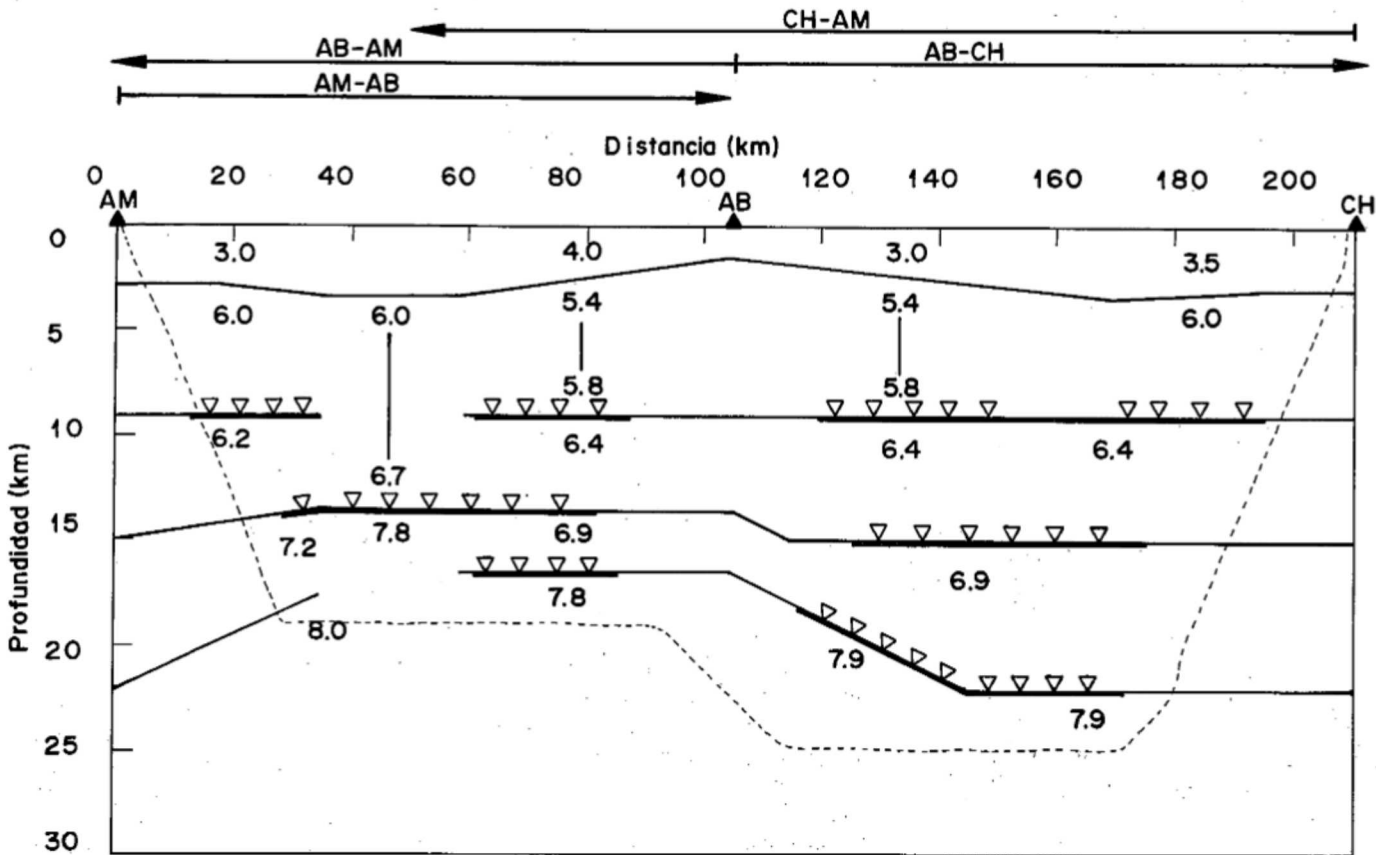 CH-AM
AB-AM
AB-CH
AM-AB
Distancia (km)
0 20 40 60 80 100 120 140 160 180 200
AM AB CH
0
3.0 4.0 3.0 3.5
6.0 6.0 5.4 5.4 6.0
5
5.8 5.8
10
6.2 6.4 6.4 6.4
6.7
15
7.2 7.8 6.9
6.9
7.8
8.0
20
7.9
7.9
25
30
Profundidad (km)